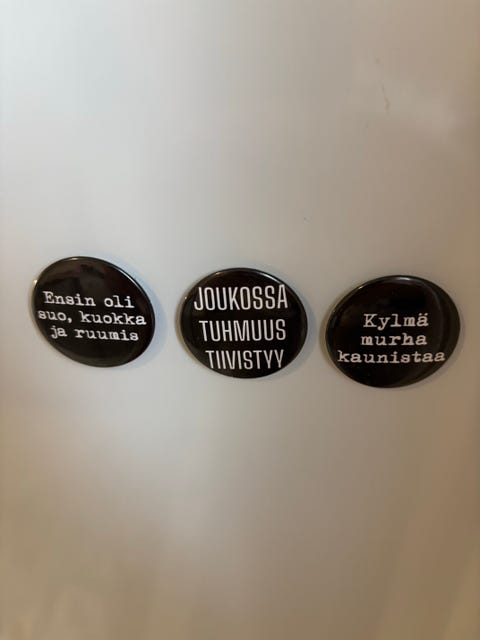 Ensin oli
suo, kuokka
ja ruumis
JOUKOSSA
TUHMUUS
TIIVISTYY
Kylmä
murha
kaunistaa